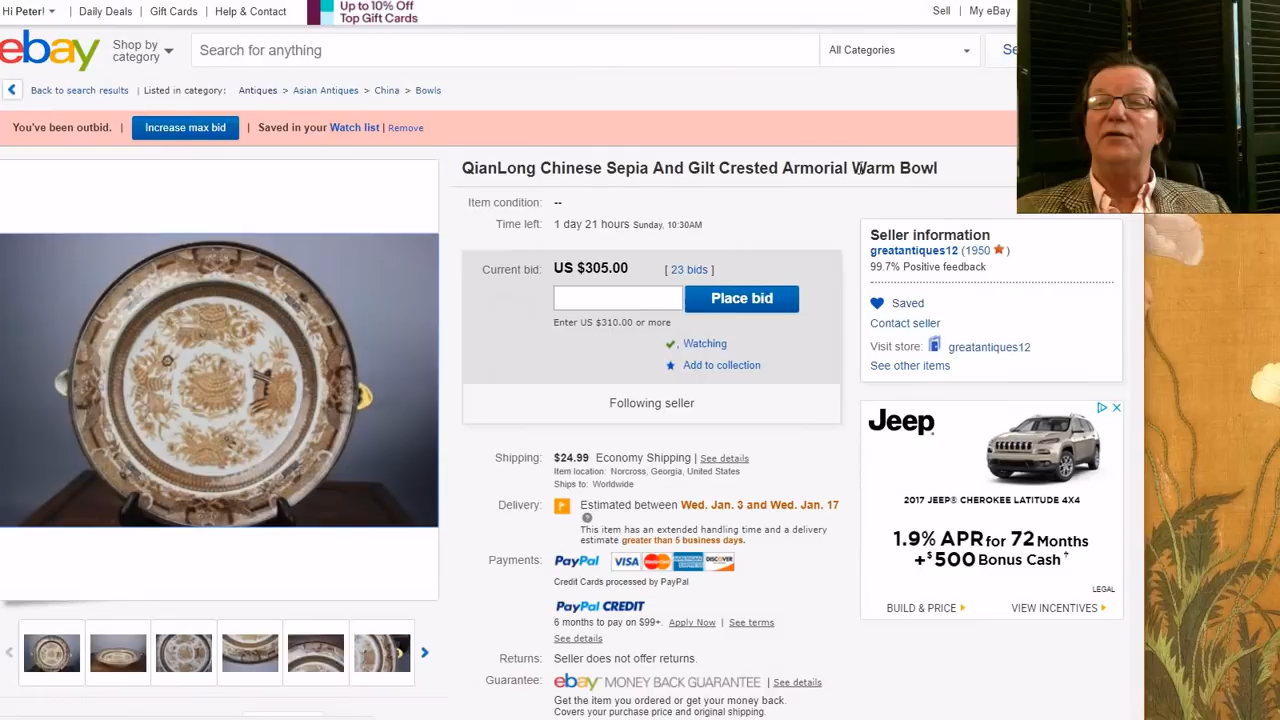 Hi Peter! | Daily Deals | Gift Cards | Help & Contact
Up to 10% Off
Top Gift Cards
Sell | My eBay
ebay
Shop by
category
Search for anything
All Categories
Back to search results | Listed in category: Antiques > Asian Antiques > China > Bowls
You've been outbid. | Increase max bid | Saved in your Watch list | Remove
QianLong Chinese Sepia And Gilt Crested Armorial Warm Bowl
Item condition: --
Time left: 1 day 21 hours Sunday, 10:30AM
Current bid: US $305.00 [ 23 bids ]
Place bid
Enter US $310.00 or more
Watching
Add to collection
Following seller
Shipping: $24.99 Economy Shipping | See details
Item location: Norcross, Georgia, United States
Ships to: Worldwide
Delivery: Estimated between Wed. Jan. 3 and Wed. Jan. 17
This item has an extended handling time and a delivery
estimate greater than 5 business days.
Payments: PayPal VISA MasterCard AMERICAN EXPRESS DISCOVER
Credit Cards processed by PayPal
PayPal CREDIT
6 months to pay on $99+. Apply Now | See terms
See details
Returns: Seller does not offer returns.
Guarantee: ebay MONEY BACK GUARANTEE | See details
Get the item you ordered or get your money back.
Covers your purchase price and original shipping.
Seller information
greatantiques12 (1950 )
99.7% Positive feedback
Saved
Contact seller
Visit store: greatantiques12
See other items
Jeep
2017 JEEP® CHEROKEE LATITUDE 4X4
1.9% APR for 72 Months
+$500 Bonus Cash†
LEGAL
BUILD & PRICE
VIEW INCENTIVES